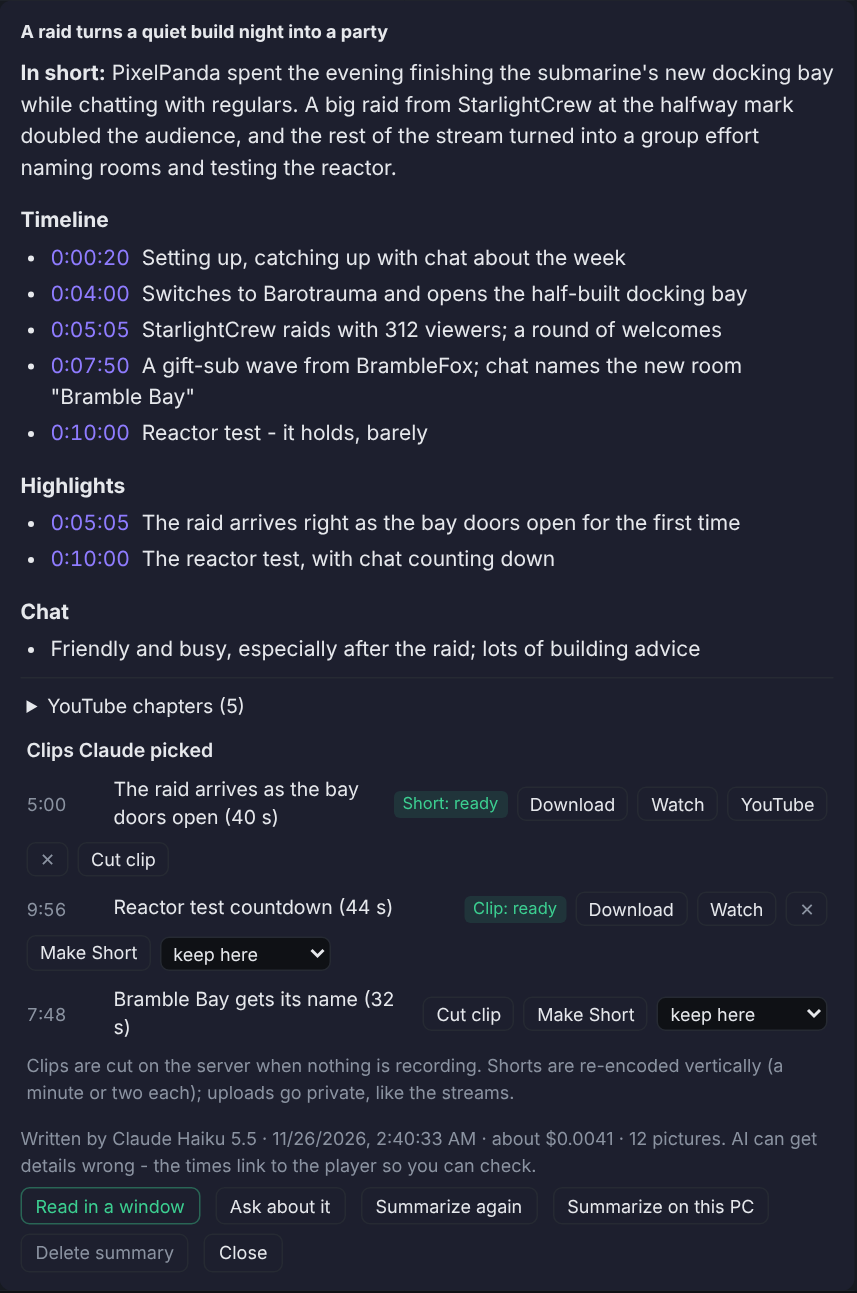 A raid turns a quiet build night into a party
In short: PixelPanda spent the evening finishing the submarine's new docking bay
while chatting with regulars. A big raid from StarlightCrew at the halfway mark
doubled the audience, and the rest of the stream turned into a group effort
naming rooms and testing the reactor.
Timeline
• 0:00:20 Setting up, catching up with chat about the week
• 0:04:00 Switches to Barotrauma and opens the half-built docking bay
• 0:05:05 StarlightCrew raids with 312 viewers; a round of welcomes
• 0:07:50 A gift-sub wave from BrambleFox; chat names the new room
"Bramble Bay"
• 0:10:00 Reactor test - it holds, barely
Highlights
• 0:05:05 The raid arrives right as the bay doors open for the first time
• 0:10:00 The reactor test, with chat counting down
Chat
• Friendly and busy, especially after the raid; lots of building advice
▶ YouTube chapters (5)
Clips Claude picked
5:00 The raid arrives as the bay
doors open (40 s) Short: ready Download Watch YouTube
✕ Cut clip
9:56 Reactor test countdown (44 s) Clip: ready Download Watch ✕
Make Short keep here
7:48 Bramble Bay gets its name (32
s) Cut clip Make Short keep here
Clips are cut on the server when nothing is recording. Shorts are re-encoded vertically (a
minute or two each); uploads go private, like the streams.
Written by Claude Haiku 5.5 · 11/26/2026, 2:40:33 AM · about $0.0041 · 12 pictures. AI can get
details wrong - the times link to the player so you can check.
Read in a window Ask about it Summarize again Summarize on this PC
Delete summary Close